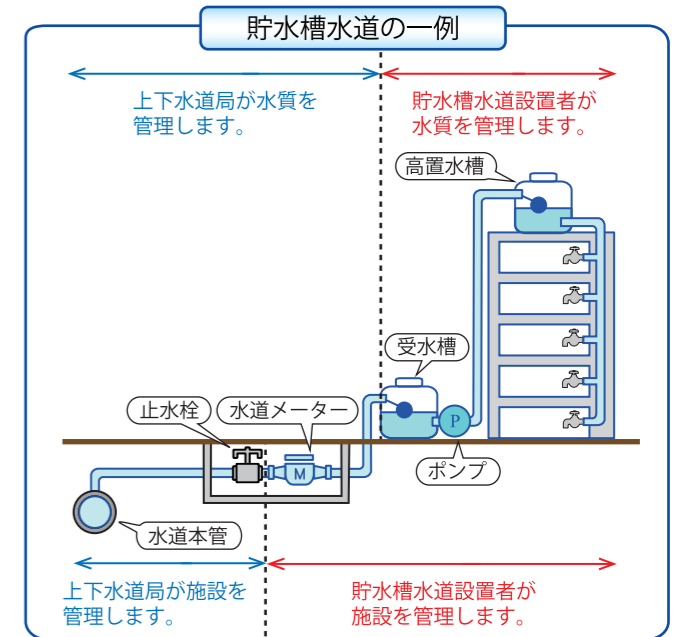 貯水槽水道の一例
上下水道局が水質を
管理します。
貯水槽水道設置者が
水質を管理します。
高置水槽
受水槽
止水栓
水道メーター
P
M
ポンプ
水道本管
上下水道局が施設を
管理します。
貯水槽水道設置者が
施設を管理します。